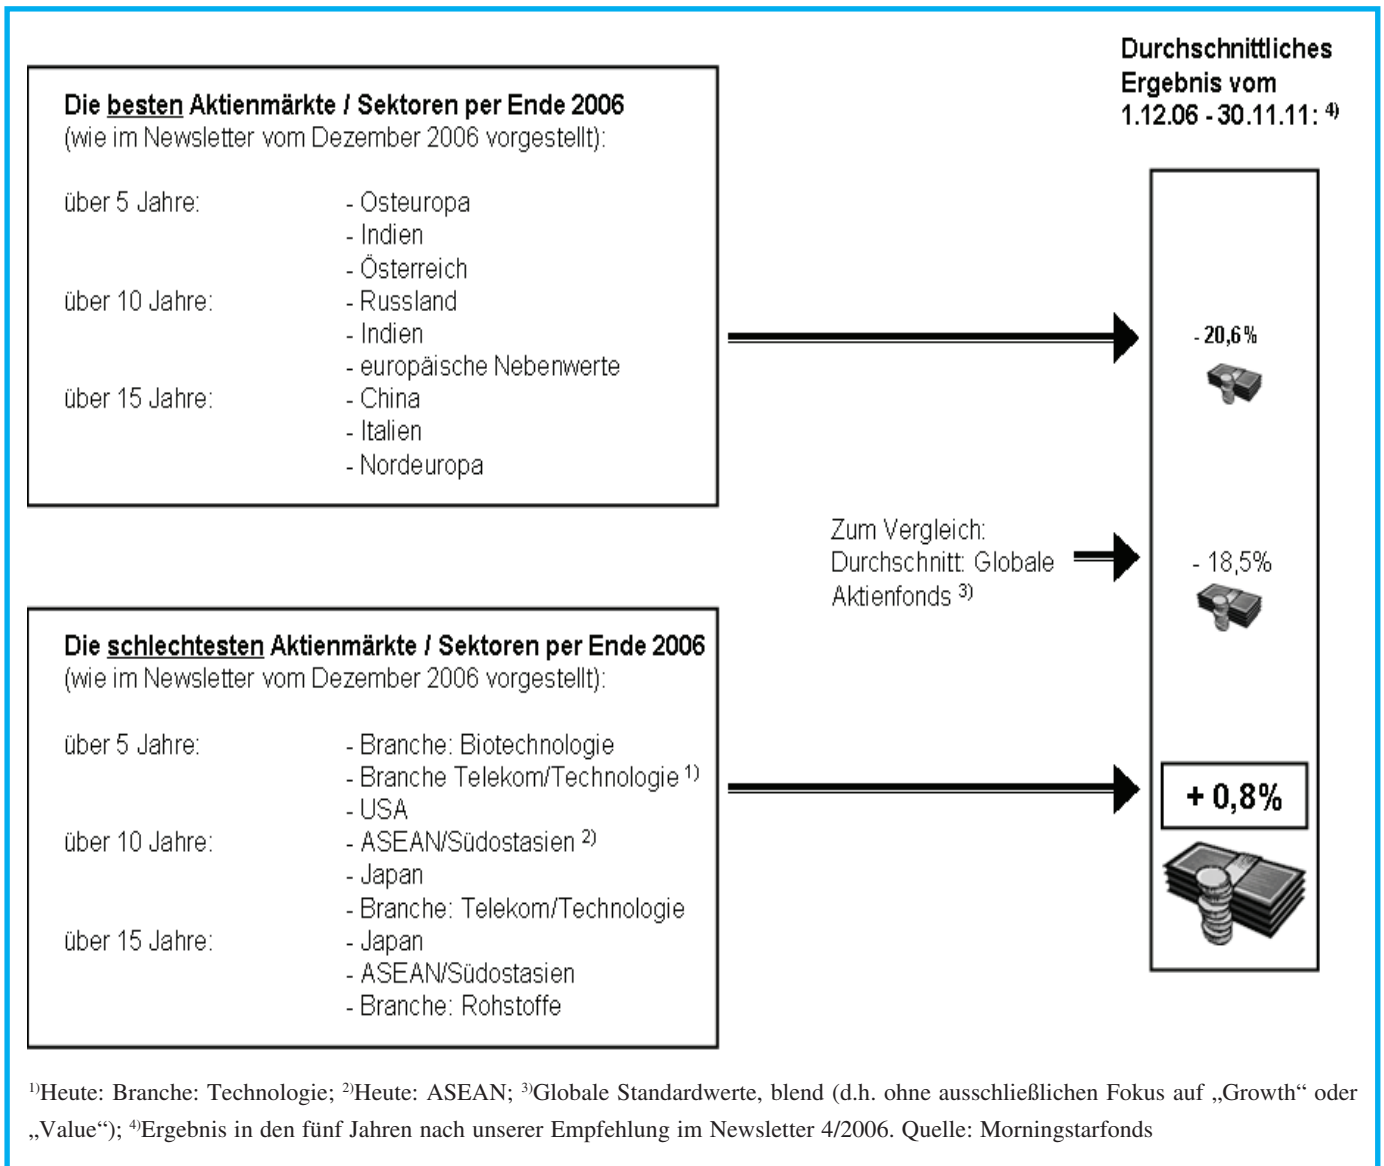 Durchschnittliches
Ergebnis vom
1.12.06 - 30.11.11: 4)
Die besten Aktienmärkte / Sektoren per Ende 2006
(wie im Newsletter vom Dezember 2006 vorgestellt):
über 5 Jahre: - Osteuropa
- Indien
- Österreich
über 10 Jahre: - Russland
- Indien
- europäische Nebenwerte
über 15 Jahre: - China
- Italien
- Nordeuropa
- 20,6%
Zum Vergleich:
Durchschnitt: Globale
Aktienfonds 3)
- 18,5%
Die schlechtesten Aktienmärkte / Sektoren per Ende 2006
(wie im Newsletter vom Dezember 2006 vorgestellt):
über 5 Jahre: - Branche: Biotechnologie
- Branche Telekom/Technologie 1)
- USA
über 10 Jahre: - ASEAN/Südostasien 2)
- Japan
- Branche: Telekom/Technologie
über 15 Jahre: - Japan
- ASEAN/Südostasien
- Branche: Rohstoffe
+ 0,8%
1)Heute: Branche: Technologie; 2)Heute: ASEAN; 3)Globale Standardwerte, blend (d.h. ohne ausschließlichen Fokus auf „Growth“ oder
„Value“); 4)Ergebnis in den fünf Jahren nach unserer Empfehlung im Newsletter 4/2006. Quelle: Morningstarfonds